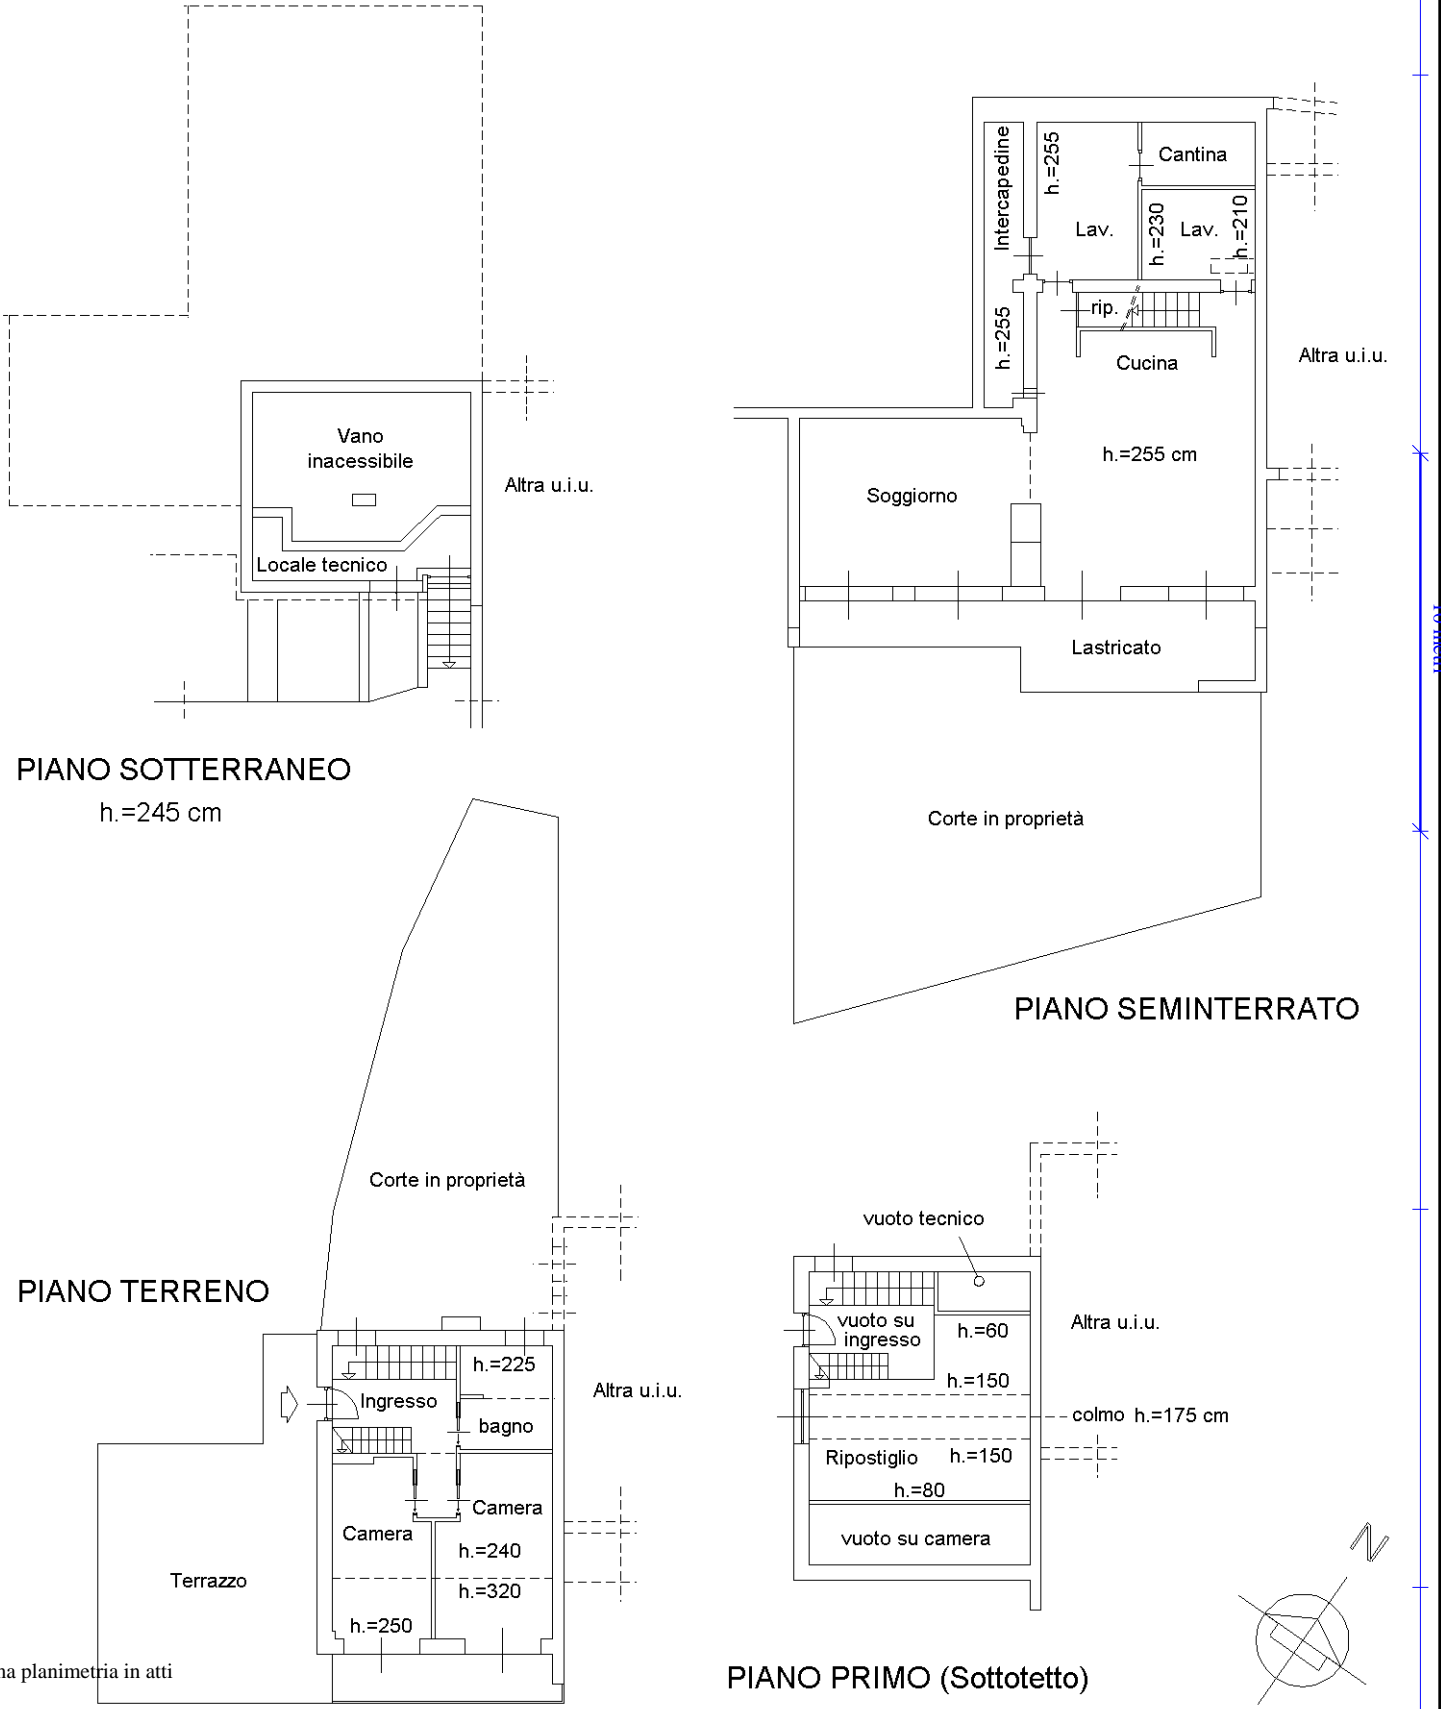 Vano
inacessibile
Altra u.i.u.
Locale tecnico
PIANO SOTTERRANEO
h.=245 cm
Intercapedine
h.=255
Cantina
Lav.
h.=230
Lav.
h.=210
h.=255
rip.
Cucina
Altra u.i.u.
h.=255 cm
Soggiorno
Lastricato
Corte in proprietà
PIANO SEMINTERRATO
10 metri
Corte in proprietà
PIANO TERRENO
h.=225
Ingresso
bagno
Altra u.i.u.
Camera
Camera
h.=240
h.=320
Terrazzo
h.=250
na planimetria in atti
vuoto tecnico
vuoto su
ingresso
h.=60
Altra u.i.u.
h.=150
colmo h.=175 cm
Ripostiglio
h.=150
h.=80
vuoto su camera
PIANO PRIMO (Sottotetto)
N